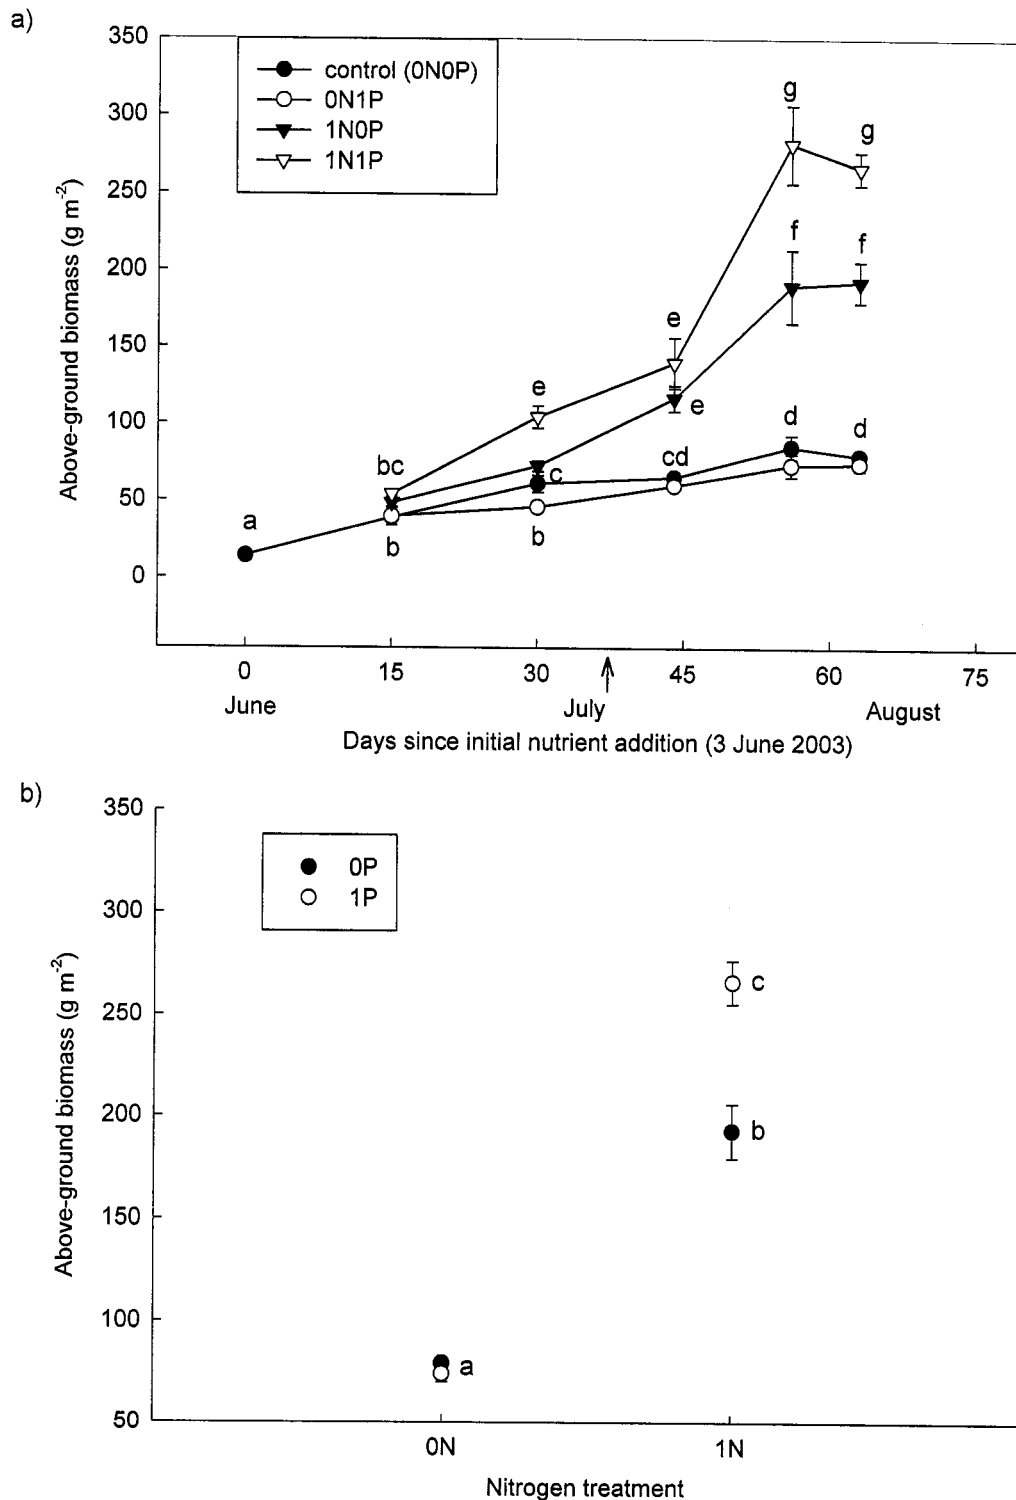 a)
350
300
250
200
150
100
50
0
Above-ground biomass (g m-2)
control (0N0P)
0N1P
1N0P
1N1P
a
bc
b
e
c
b
e
e
cd
g
f
d
g
f
d
0 15 30 45 60 75
June July August
Days since initial nutrient addition (3 June 2003)
b)
350
300
250
200
150
100
50
Above-ground biomass (g m-2)
0P
1P
c
b
a
0N 1N
Nitrogen treatment